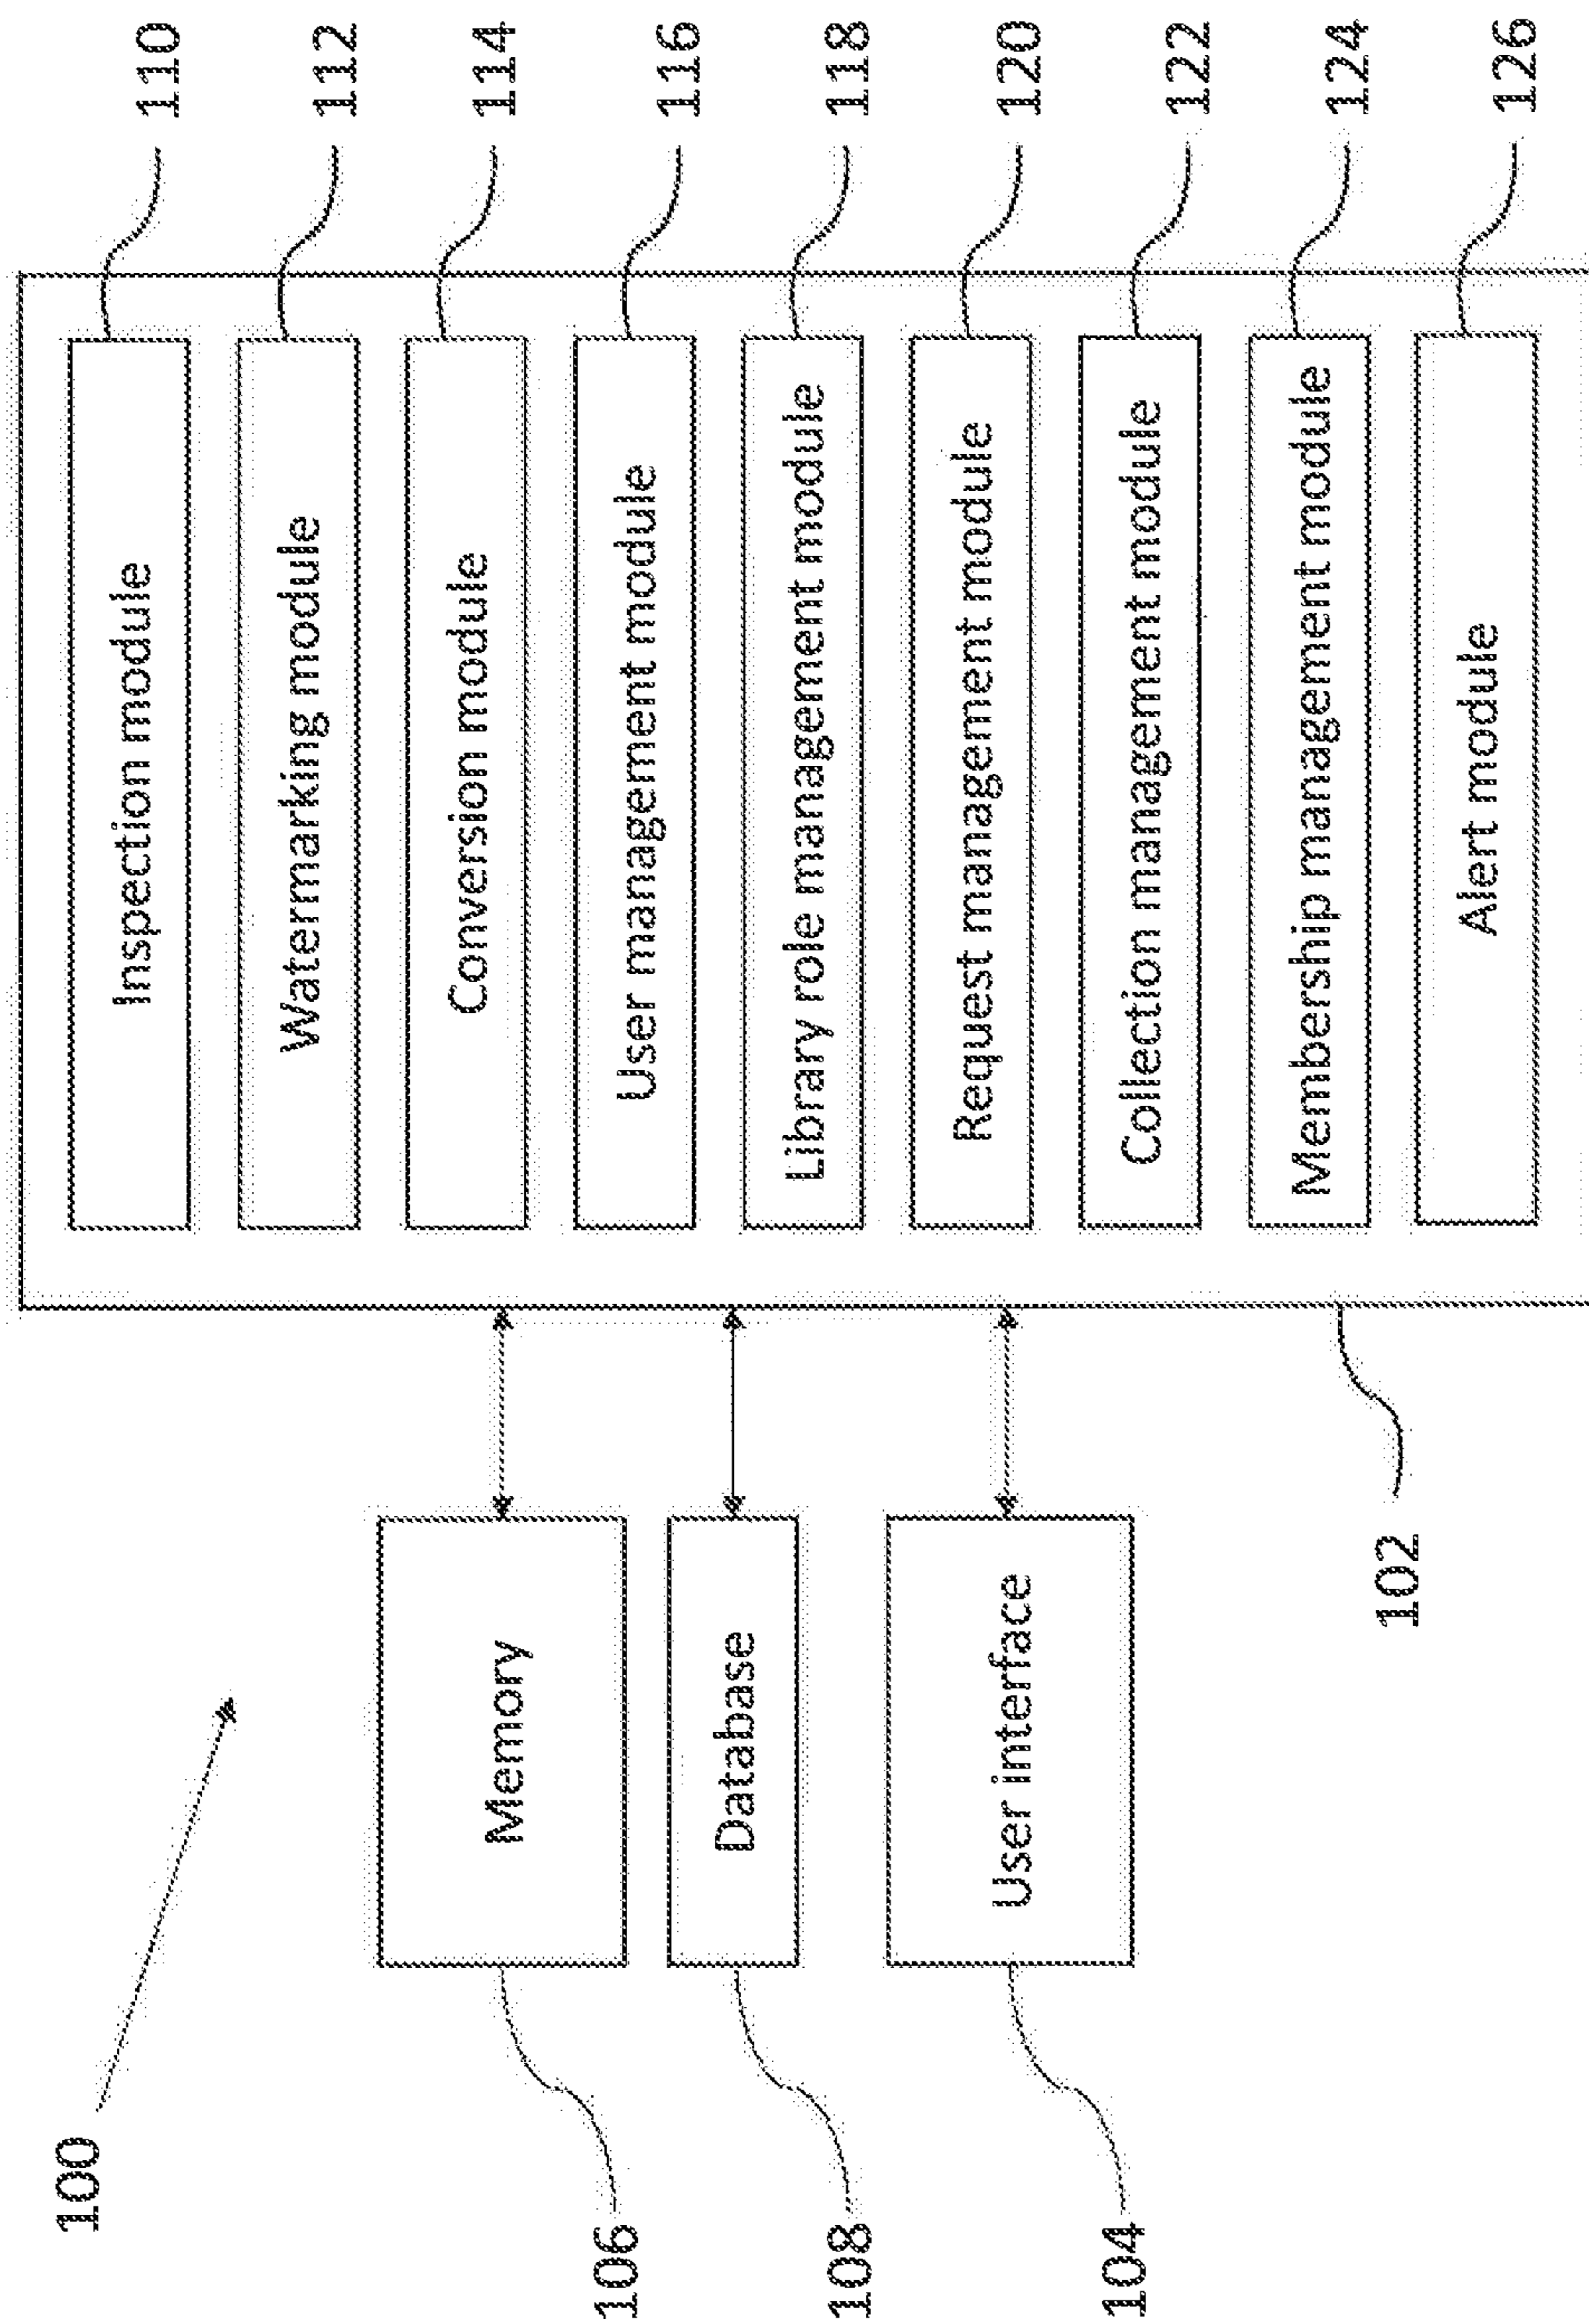 100
106
Memory
108
Database
104
User interface
102
Inspection module
110
Watermarking module
112
Conversion module
114
User management module
116
Library role management module
118
Request management module
120
Collection management module
122
Membership management module
124
Alert module
126